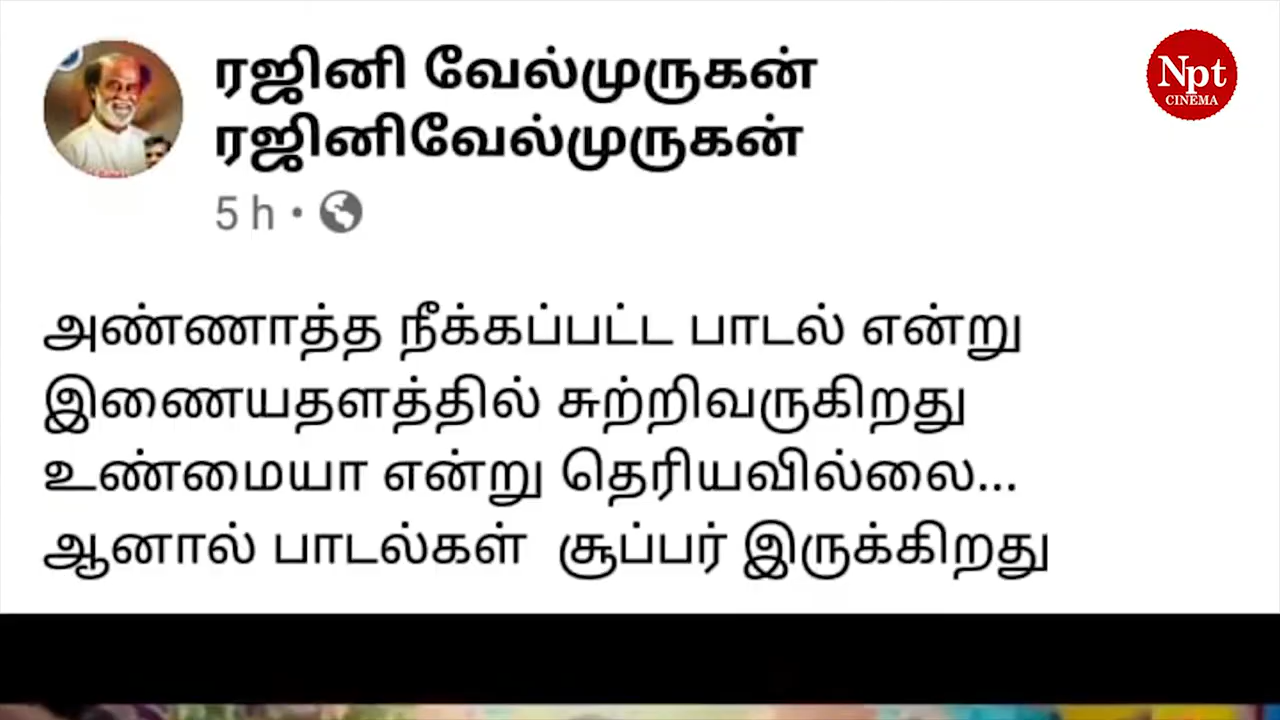 ரஜினி வேல்முருகன்
ரஜினிவேல்முருகன்
5 h •
Npt
CINEMA
அண்ணாத்த நீக்கப்பட்ட பாடல் என்று
இணையதளத்தில் சுற்றிவருகிறது
உண்மையா என்று தெரியவில்லை...
ஆனால் பாடல்கள் சூப்பர் இருக்கிறது